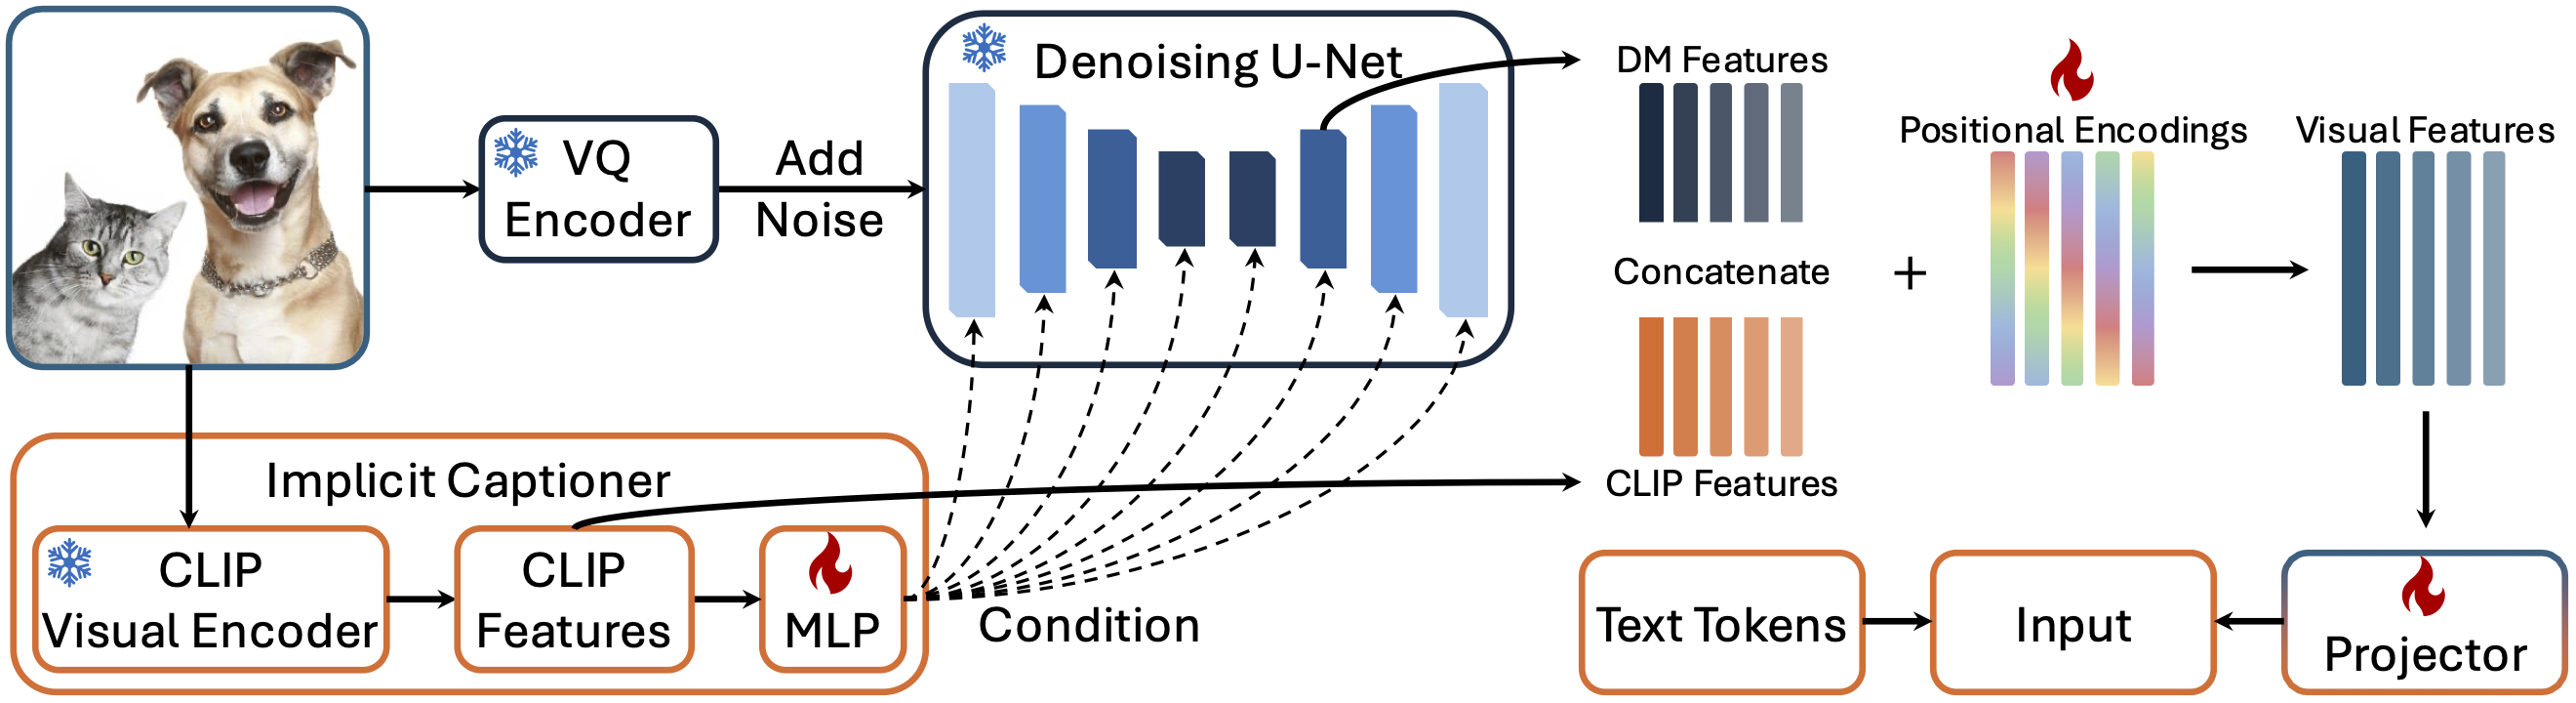 VQ
Encoder
Add
Noise
Denoising U-Net
DM Features
Concatenate
CLIP Features
+
Positional Encodings
Visual Features
Implicit Captioner
CLIP
Visual Encoder
CLIP
Features
MLP
Condition
Text Tokens
Input
Projector